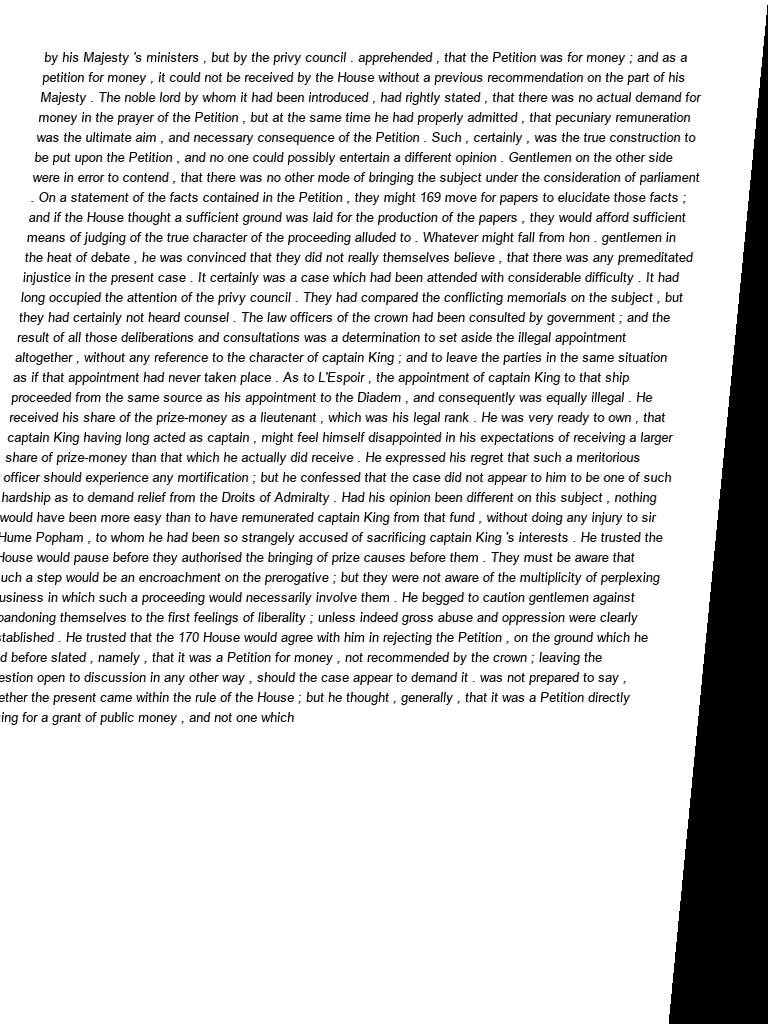 by his Majesty 's ministers , but by the privy council . apprehended , that the Petition was for money ; and as a
petition for money , it could not be received by the House without a previous recommendation on the part of his
Majesty . The noble lord by whom it had been introduced , had rightly stated , that there was no actual demand for
money in the prayer of the Petition , but at the same time he had properly admitted , that pecuniary remuneration
was the ultimate aim , and necessary consequence of the Petition . Such , certainly , was the true construction to
be put upon the Petition , and no one could possibly entertain a different opinion . Gentlemen on the other side
were in error to contend , that there was no other mode of bringing the subject under the consideration of parliament
. On a statement of the facts contained in the Petition , they might 169 move for papers to elucidate those facts ;
and if the House thought a sufficient ground was laid for the production of the papers , they would afford sufficient
means of judging of the true character of the proceeding alluded to . Whatever might fall from hon . gentlemen in
the heat of debate , he was convinced that they did not really themselves believe , that there was any premeditated
injustice in the present case . It certainly was a case which had been attended with considerable difficulty . It had
long occupied the attention of the privy council . They had compared the conflicting memorials on the subject , but
they had certainly not heard counsel . The law officers of the crown had been consulted by government ; and the
result of all those deliberations and consultations was a determination to set aside the illegal appointment
altogether , without any reference to the character of captain King ; and to leave the parties in the same situation
as if that appointment had never taken place . As to L'Espoir , the appointment of captain King to that ship
proceeded from the same source as his appointment to the Diadem , and consequently was equally illegal . He
received his share of the prize-money as a lieutenant , which was his legal rank . He was very ready to own , that
captain King having long acted as captain , might feel himself disappointed in his expectations of receiving a larger
share of prize-money than that which he actually did receive . He expressed his regret that such a meritorious
officer should experience any mortification ; but he confessed that the case did not appear to him to be one of such
hardship as to demand relief from the Droits of Admiralty . Had his opinion been different on this subject , nothing
would have been more easy than to have remunerated captain King from that fund , without doing any injury to sir
Hume Popham , to whom he had been so strangely accused of sacrificing captain King 's interests . He trusted the
House would pause before they authorised the bringing of prize causes before them . They must be aware that
uch a step would be an encroachment on the prerogative ; but they were not aware of the multiplicity of perplexing
usiness in which such a proceeding would necessarily involve them . He begged to caution gentlemen against
bandoning themselves to the first feelings of liberality ; unless indeed gross abuse and oppression were clearly
stablished . He trusted that the 170 House would agree with him in rejecting the Petition , on the ground which he
d before slated , namely , that it was a Petition for money , not recommended by the crown ; leaving the
estion open to discussion in any other way , should the case appear to demand it . was not prepared to say ,
ether the present came within the rule of the House ; but he thought , generally , that it was a Petition directly
ing for a grant of public money , and not one which